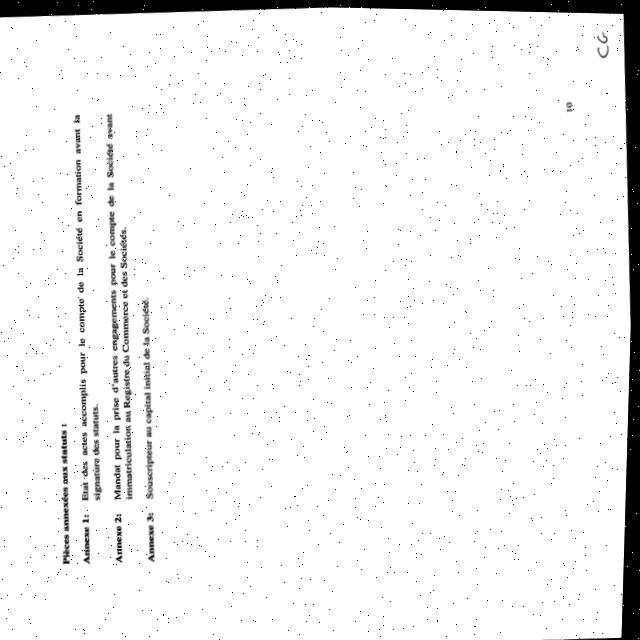 Pièces annexées aux statuts :
Annexe 1: Etat des actes accomplis pour le compte de la Société en formation avant la
signature des statuts.
Annexe 2: Mandat pour la prise d'autres engagements pour le compte de la Société avant
immatriculation au Registre du Commerce et des Sociétés.
Annexe 3: Souscripteur au capital initial de la Société.
10
CG